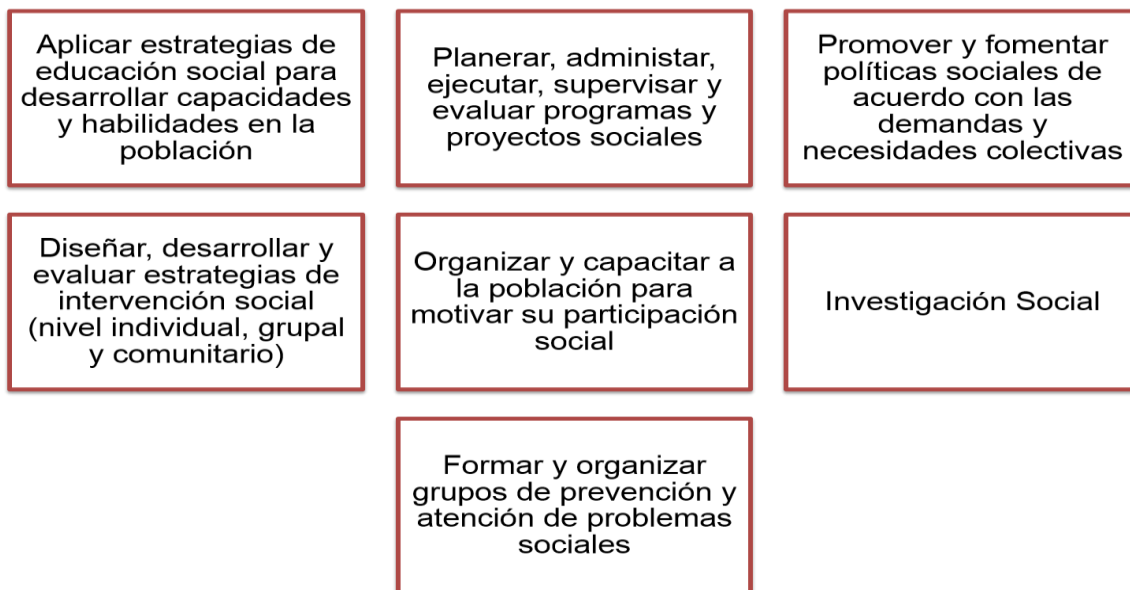 Aplicar estrategias de
educación social para
desarrollar capacidades
y habilidades en la
población
Planerar, administar,
ejecutar, supervisar y
evaluar programas y
proyectos sociales
Promover y fomentar
políticas sociales de
acuerdo con las
demandas y
necesidades colectivas
Diseñar, desarrollar y
evaluar estrategias de
intervención social
(nivel individual, grupal
y comunitario)
Organizar y capacitar a
la población para
motivar su participación
social
Investigación Social
Formar y organizar
grupos de prevención y
atención de problemas
sociales